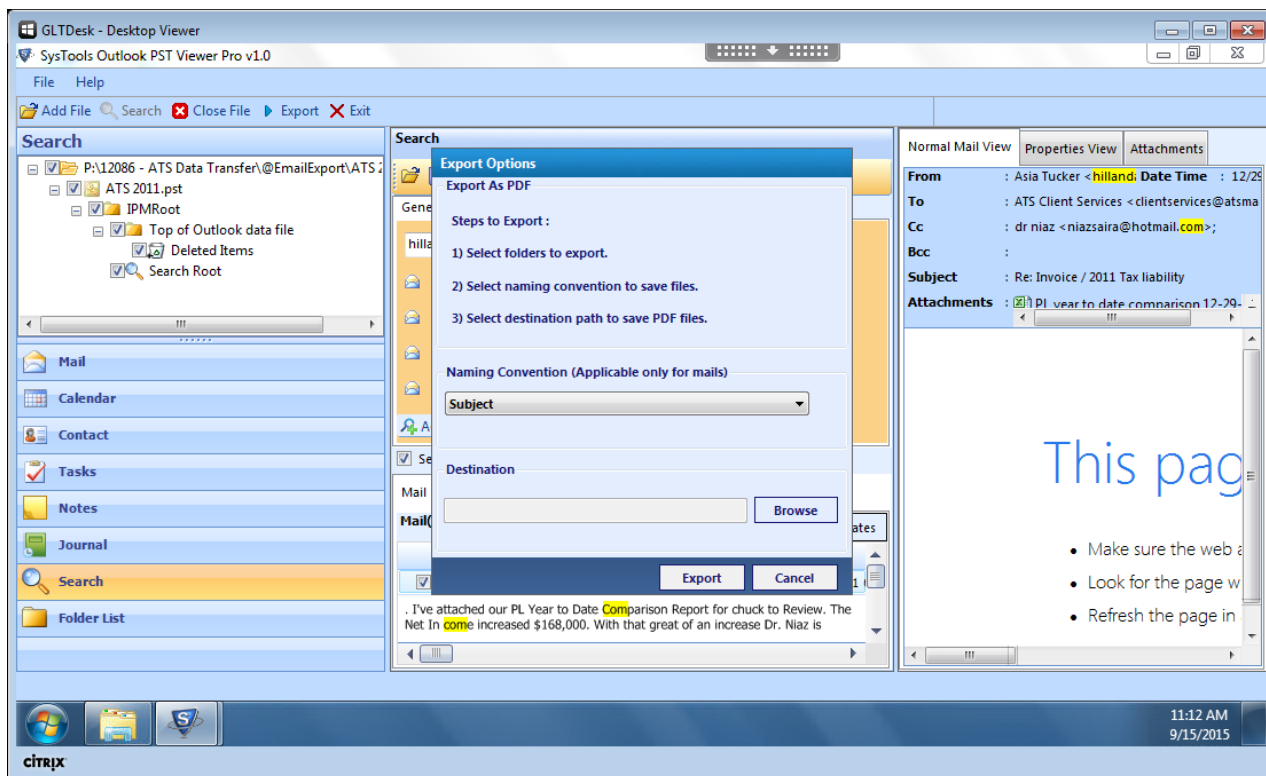 GLTDesk - Desktop Viewer
SysTools Outlook PST Viewer Pro v1.0
File Help
Add File Search Close File Export Exit
Search
P:\12086 - ATS Data Transfer\@EmailExport\ATS 2
ATS 2011.pst
IPMRoot
Top of Outlook data file
Deleted Items
Search Root
Mail
Calendar
Contact
Tasks
Notes
Journal
Search
Folder List
Search
Gene
hilla
A
Se
Mail
Mail(
ates
Export Options
Export As PDF
Steps to Export :
1) Select folders to export.
2) Select naming convention to save files.
3) Select destination path to save PDF files.
Naming Convention (Applicable only for mails)
Subject
Destination
Browse
Export Cancel
. I've attached our PL Year to Date Comparison Report for chuck to Review. The
Net In come increased $168,000. With that great of an increase Dr. Niaz is
Normal Mail View Properties View Attachments
From : Asia Tucker <hilland Date Time : 12/29
To : ATS Client Services <clientservices@atsma
Cc : dr niaz <niazsaira@hotmail.com>;
Bcc :
Subject : Re: Invoice / 2011 Tax liability
Attachments : PL year to date comparison 12-29-
This pag
• Make sure the web a
• Look for the page w
• Refresh the page in
11:12 AM
9/15/2015
CİTRIX